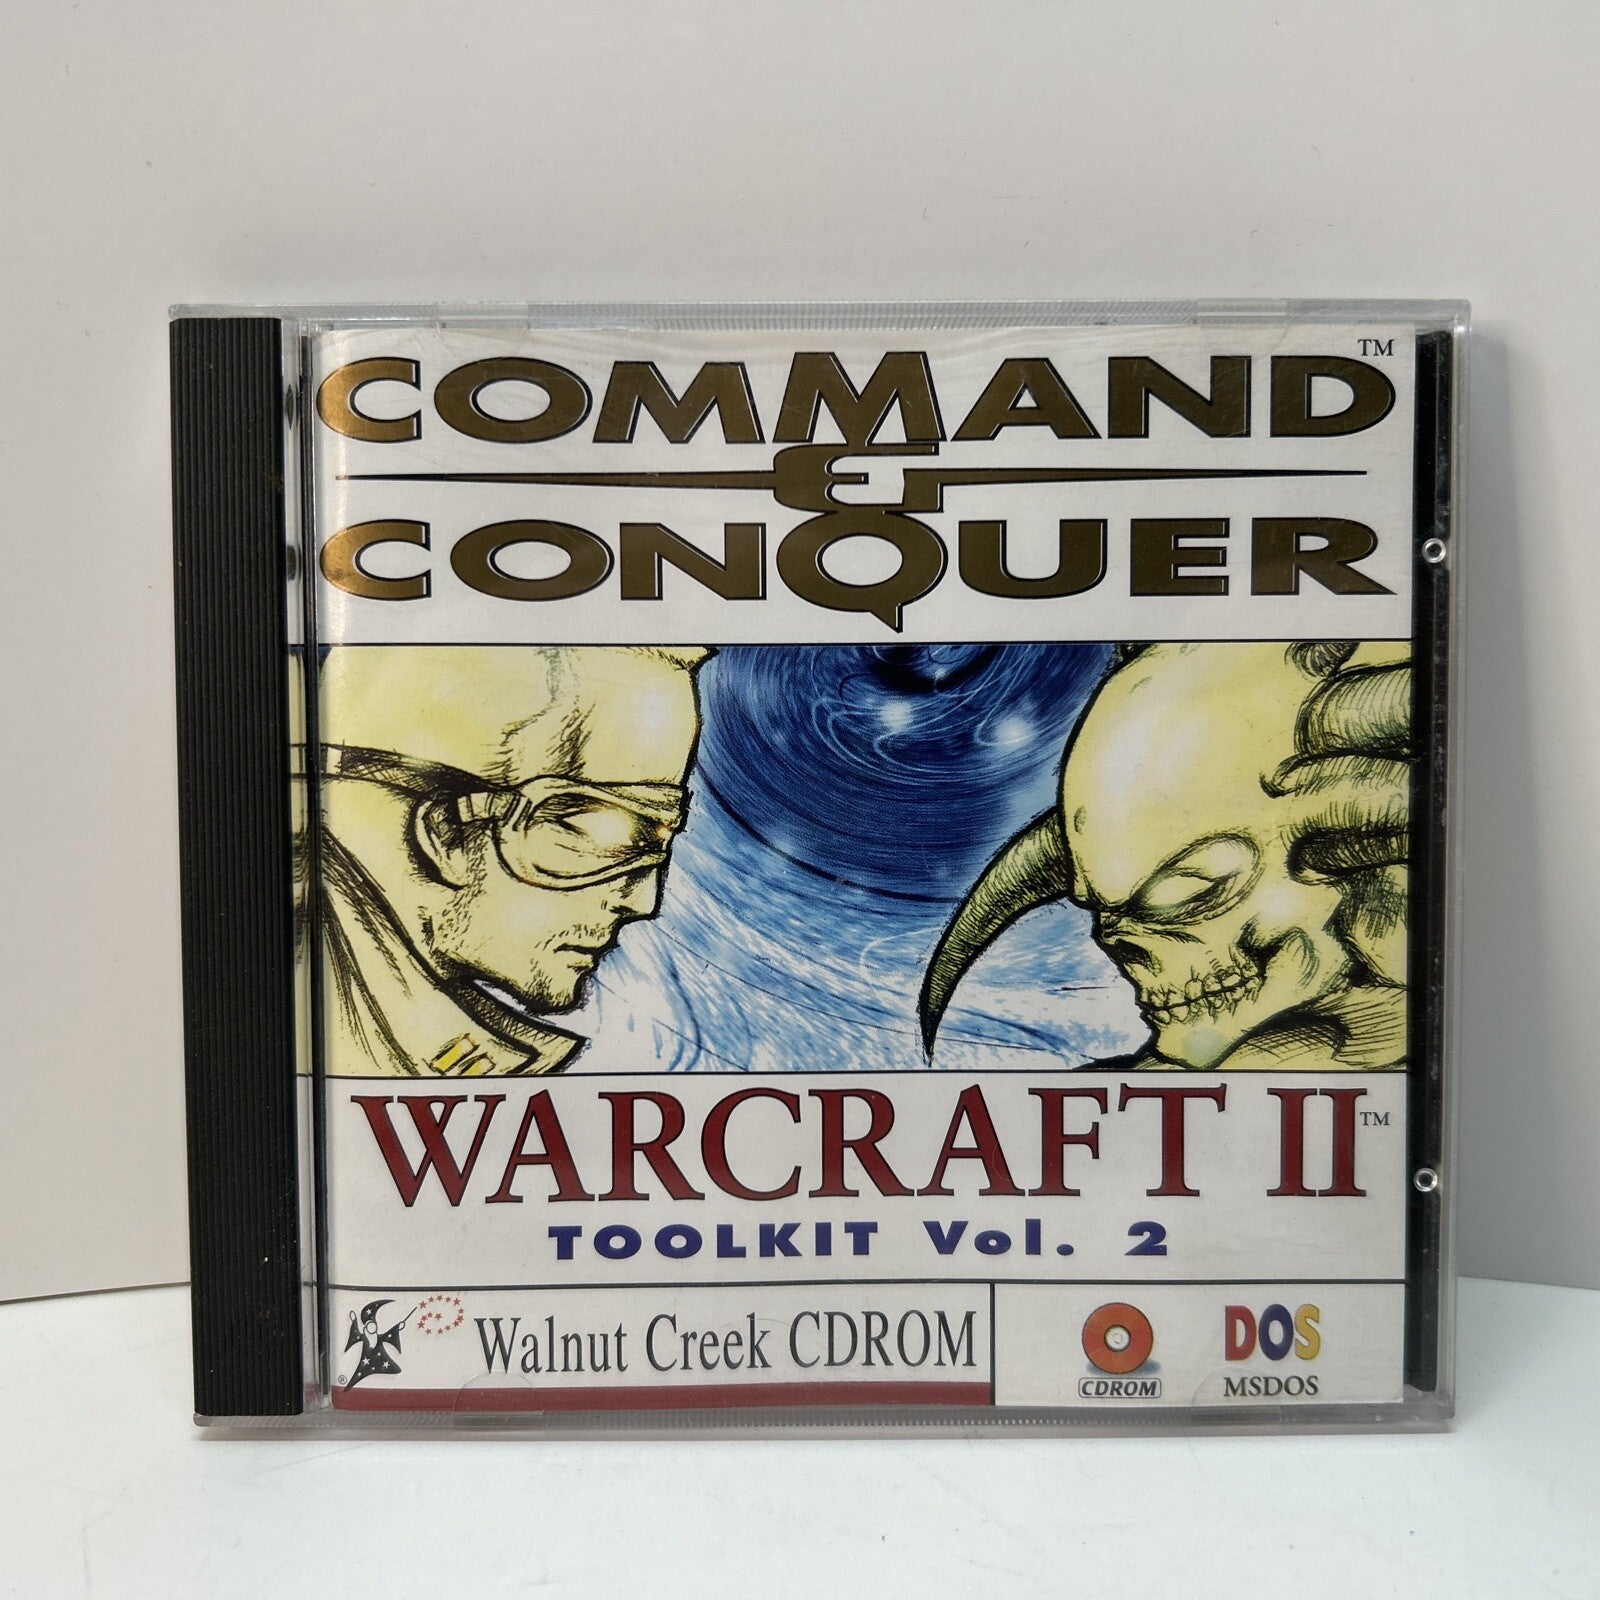 COMMAND™
&
CONQUER
WARCRAFT II™
TOOLKIT Vol. 2
® Walnut Creek CDROM
CDROM
DOS
MSDOS